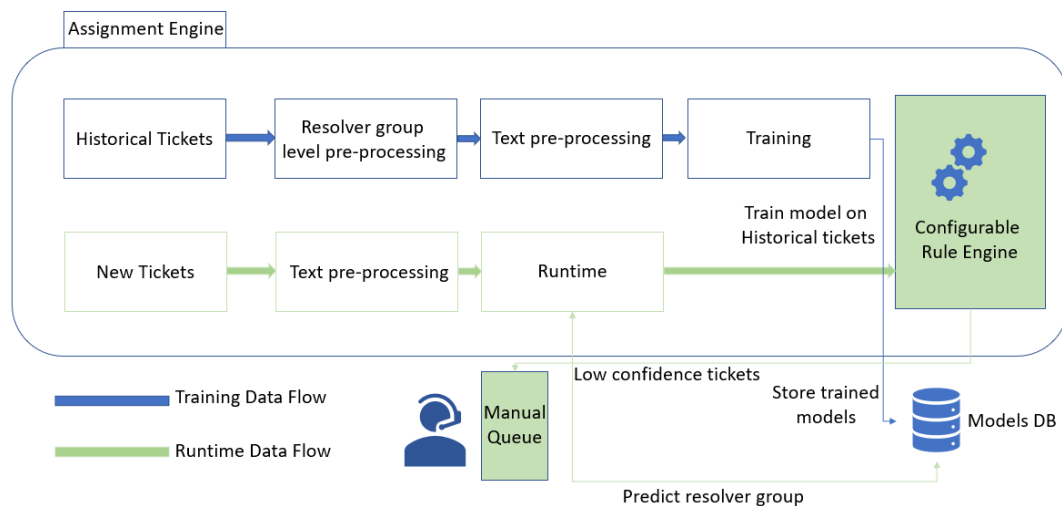 Assignment Engine
Historical Tickets
Resolver group
level pre-processing
Text pre-processing
Training
Train model on
Historical tickets
Configurable
Rule Engine
New Tickets
Text pre-processing
Runtime
Low confidence tickets
Store trained
models
Training Data Flow
Manual
Queue
Models DB
Runtime Data Flow
Predict resolver group